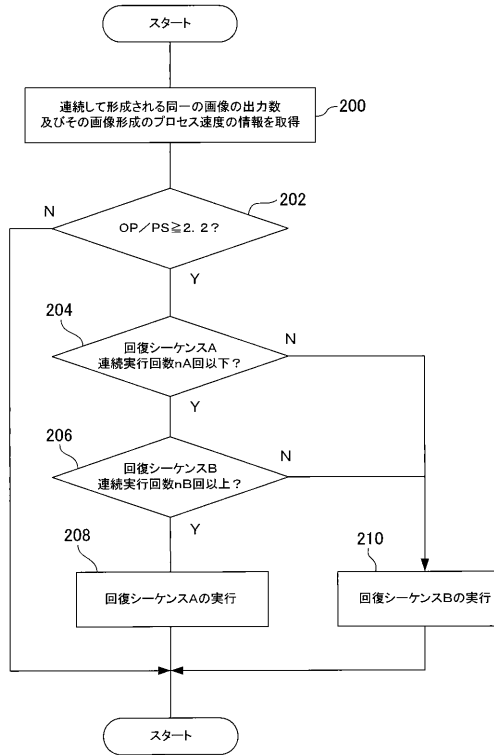 スタート
連続して形成される同一の画像の出力数
及びその画像形成のプロセス速度の情報を取得
200
202
N
OP/PS≧2.2?
Y
204
回復シーケンスA
連続実行回数nA回以下?
N
Y
206
回復シーケンスB
連続実行回数nB回以上?
N
Y
208
回復シーケンスAの実行
210
回復シーケンスBの実行
スタート